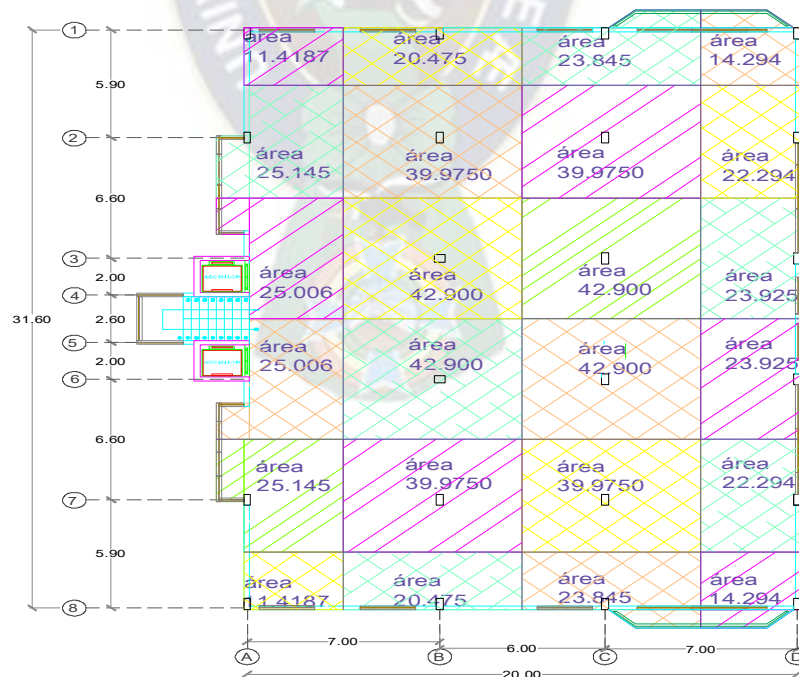 1
área
11.4187
área
20.475
área
23.845
área
14.294
5.90
2
área
25.145
área
39.9750
área
39.9750
área
22.294
6.60
3
ASCENSOR
2.00
área
25.006
área
42.900
área
42.900
área
23.925
4
31.60
2.60
5
área
25.006
área
42.900
área
42.900
área
23.925
2.00
ASCENSOR
6
6.60
área
25.145
área
39.9750
área
39.9750
área
22.294
7
5.90
área
11.4187
área
20.475
área
23.845
área
14.294
8
7.00
6.00
7.00
A
B
C
D
20.00